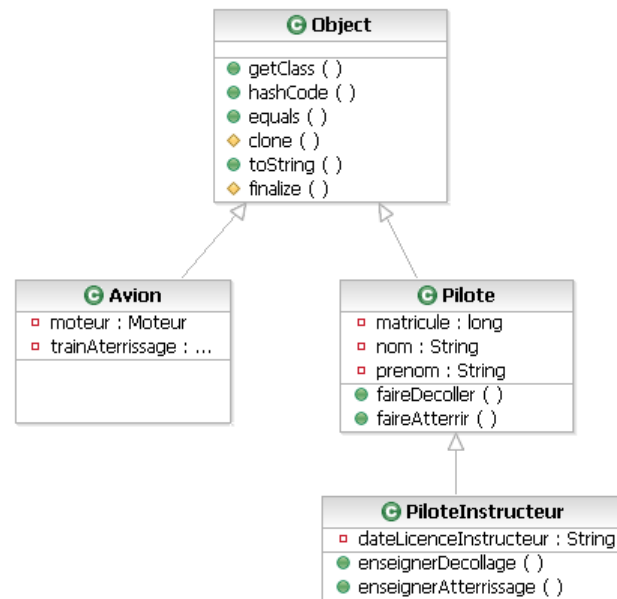 Object
getClass ( )
hashCode ( )
equals ( )
clone ( )
toString ( )
finalize ( )
Avion
moteur : Moteur
trainAterrissage : ...
Pilote
matricule : long
nom : String
prenom : String
faireDecoller ( )
faireAtterrir ( )
PiloteInstructeur
dateLicenceInstructeur : String
enseignerDecollage ( )
enseignerAtterrissage ( )